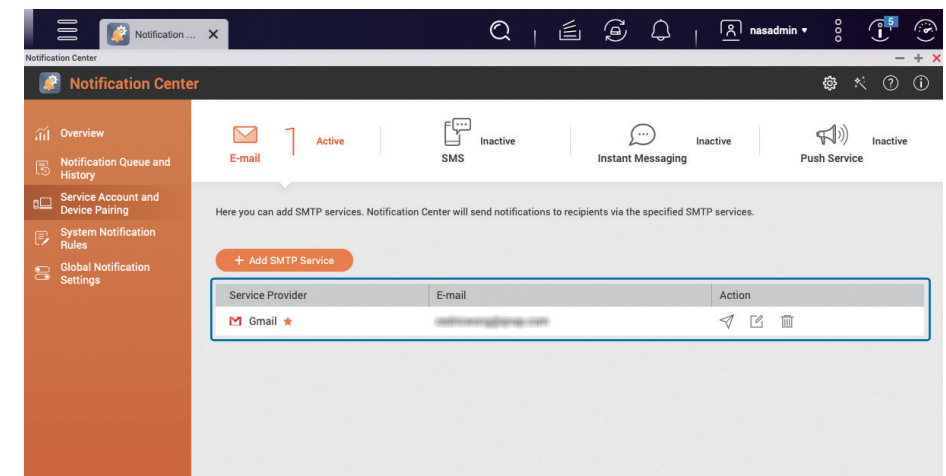 Notification ...
nasadmin
5
Notification Center
Notification Cente
Overview
Notification Queue and
History
Service Account and
Device Pairing
System Notification
Rules
Global Notification
Settings
E-mail
1 Active
SMS
Inactive
Instant Messaging
Inactive
Push Service
Inactive
Here you can add SMTP services. Notification Center will send notifications to recipients via the specified SMTP services.
+ Add SMTP Service
Service Provider E-mail Action
Gmail